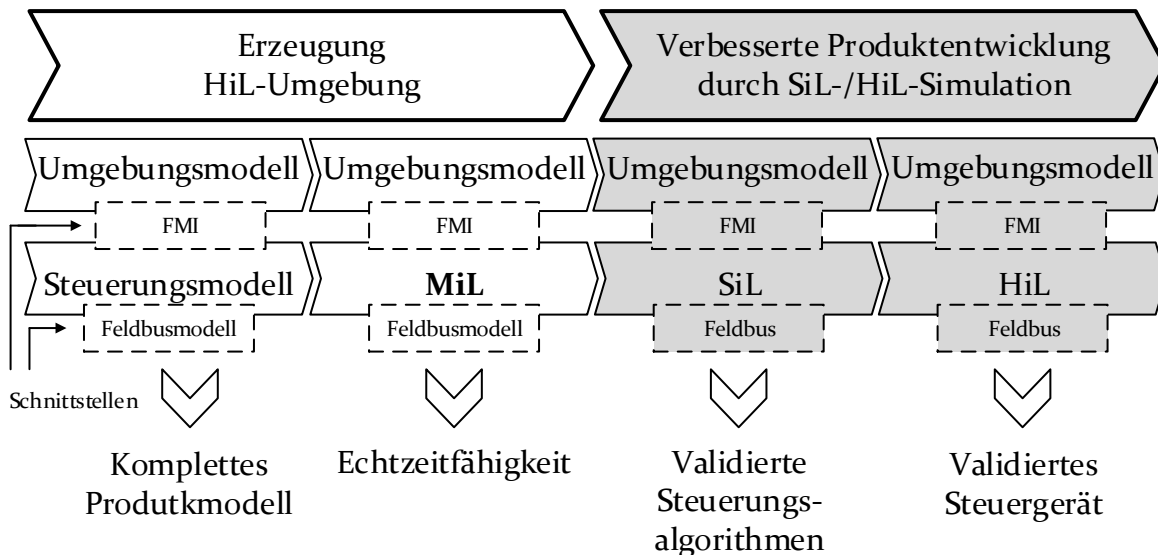 Erzeugung
HiL-Umgebung
Verbesserte Produktentwicklung
durch SiL-/HiL-Simulation
Umgebungsmodell
Umgebungsmodell
Umgebungsmodell
Umgebungsmodell
FMI
FMI
FMI
FMI
Steuerungsmodell
MiL
SiL
HiL
Feldbusmodell
Feldbusmodell
Feldbus
Feldbus
Schnittstellen
Komplettes
Produtkmodell
Echtzeitfähigkeit
Validierte
Steuerungs-
algorithmen
Validiertes
Steuergerät